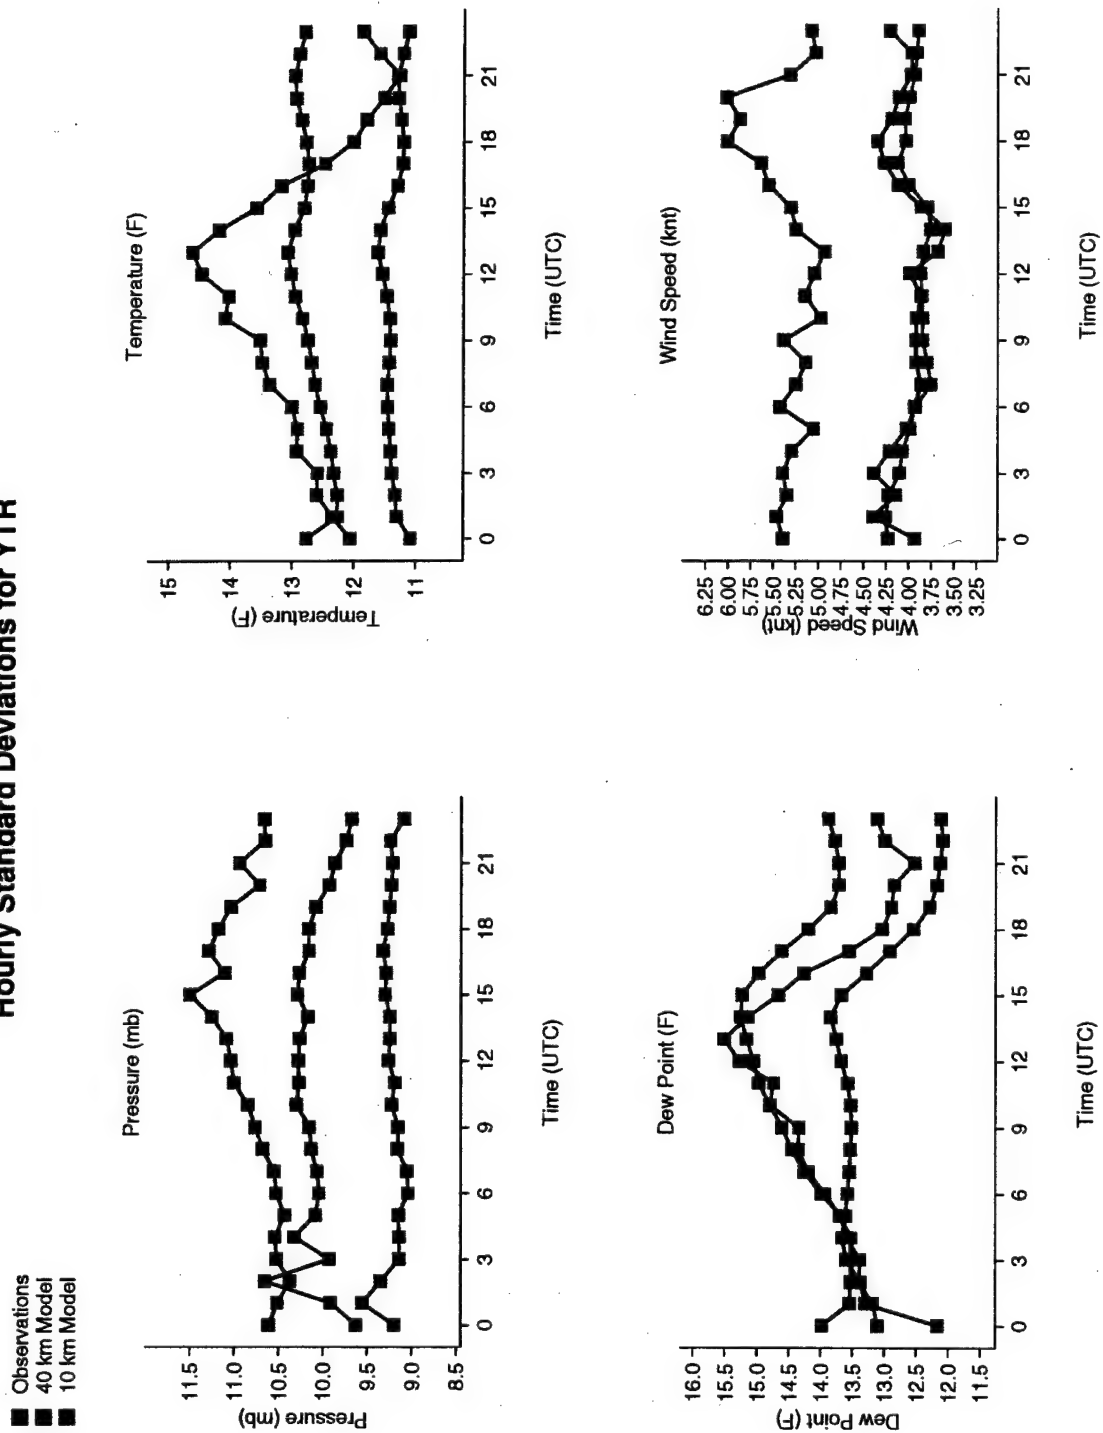 Hourly Standard Deviations for YTR
Observations
40 km Model
10 km Model
Pressure (mb)
Pressure (mb)
11.5
11.0
10.5
10.0
9.5
9.0
8.5
0 3 6 9 12 15 18 21
Time (UTC)
Temperature (F)
Temperature (F)
15
14
13
12
11
0 3 6 9 12 15 18 21
Time (UTC)
Dew Point (F)
Dew Point (F)
16.0
15.5
15.0
14.5
14.0
13.5
13.0
12.5
12.0
11.5
0 3 6 9 12 15 18 21
Time (UTC)
Wind Speed (knt)
Wind Speed (knt)
6.25
6.00
5.75
5.50
5.25
5.00
4.75
4.50
4.25
4.00
3.75
3.50
3.25
0 3 6 9 12 15 18 21
Time (UTC)